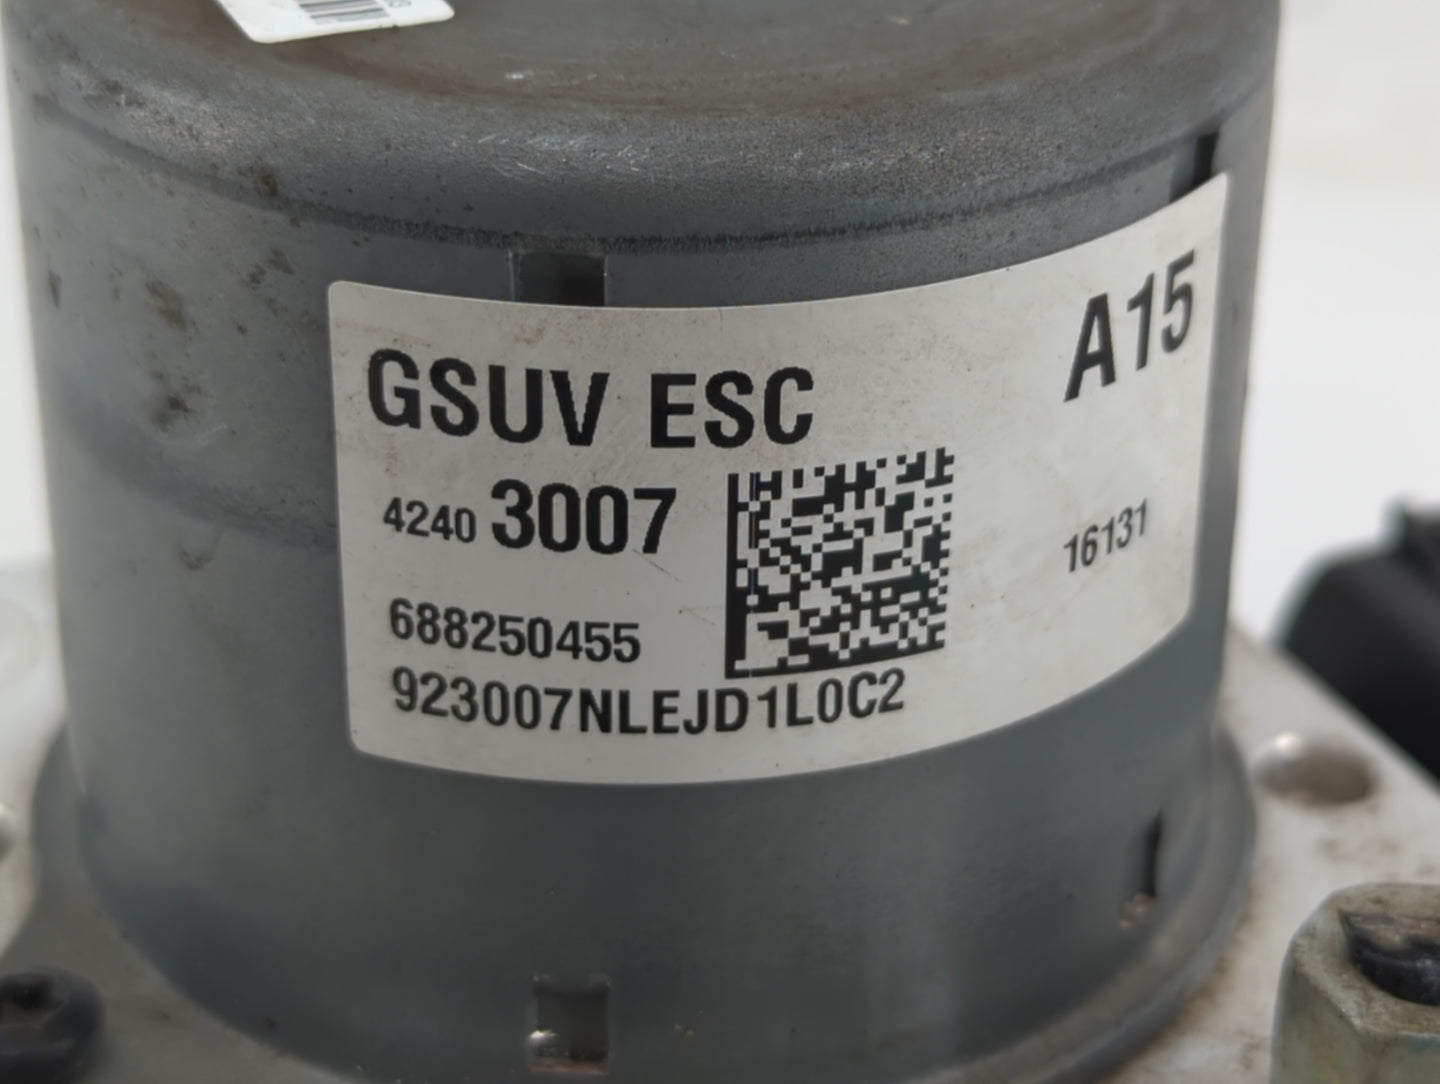 GSUV ESC
A15
4240 3007
16131
688250455
923007NLEJD1L0C2